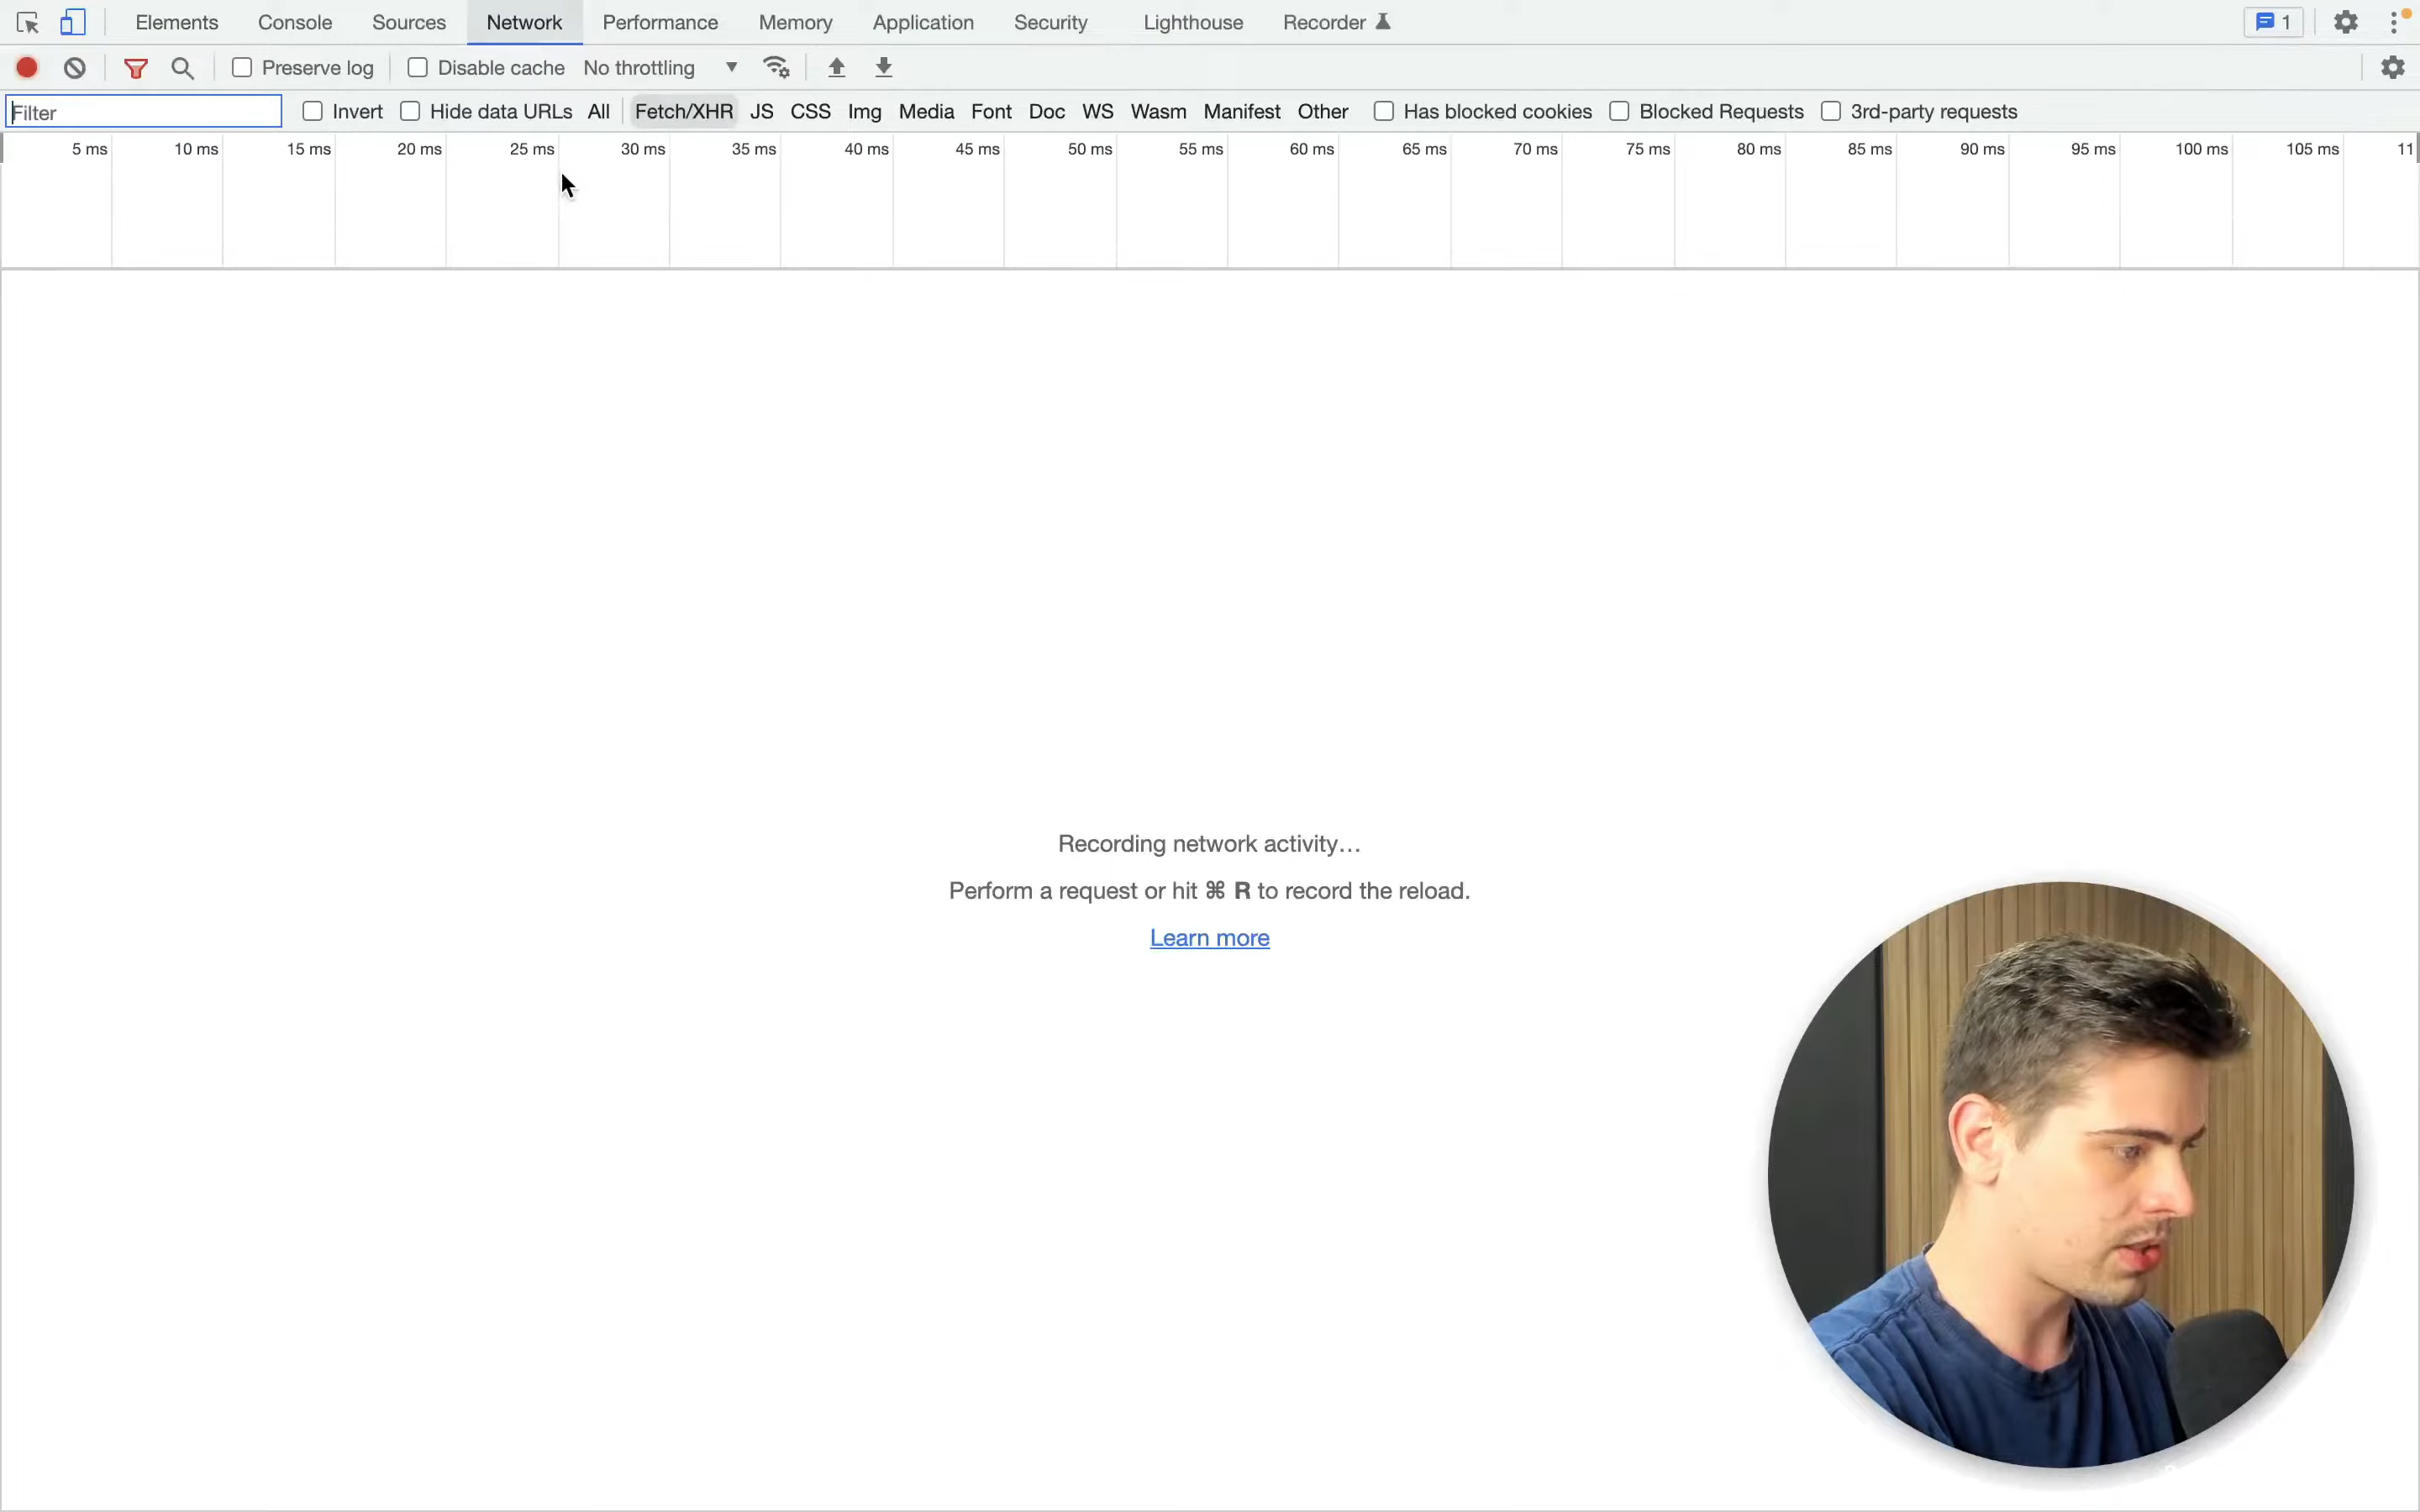 Elements Console Sources Network Performance Memory Application Security Lighthouse Recorder 1
Preserve log Disable cache No throttling
Filter Invert Hide data URLs All Fetch/XHR JS CSS Img Media Font Doc WS Wasm Manifest Other Has blocked cookies Blocked Requests 3rd-party requests
5 ms 10 ms 15 ms 20 ms 25 ms 30 ms 35 ms 40 ms 45 ms 50 ms 55 ms 60 ms 65 ms 70 ms 75 ms 80 ms 85 ms 90 ms 95 ms 100 ms 105 ms 11
Recording network activity…
Perform a request or hit ⌘ R to record the reload.
Learn more